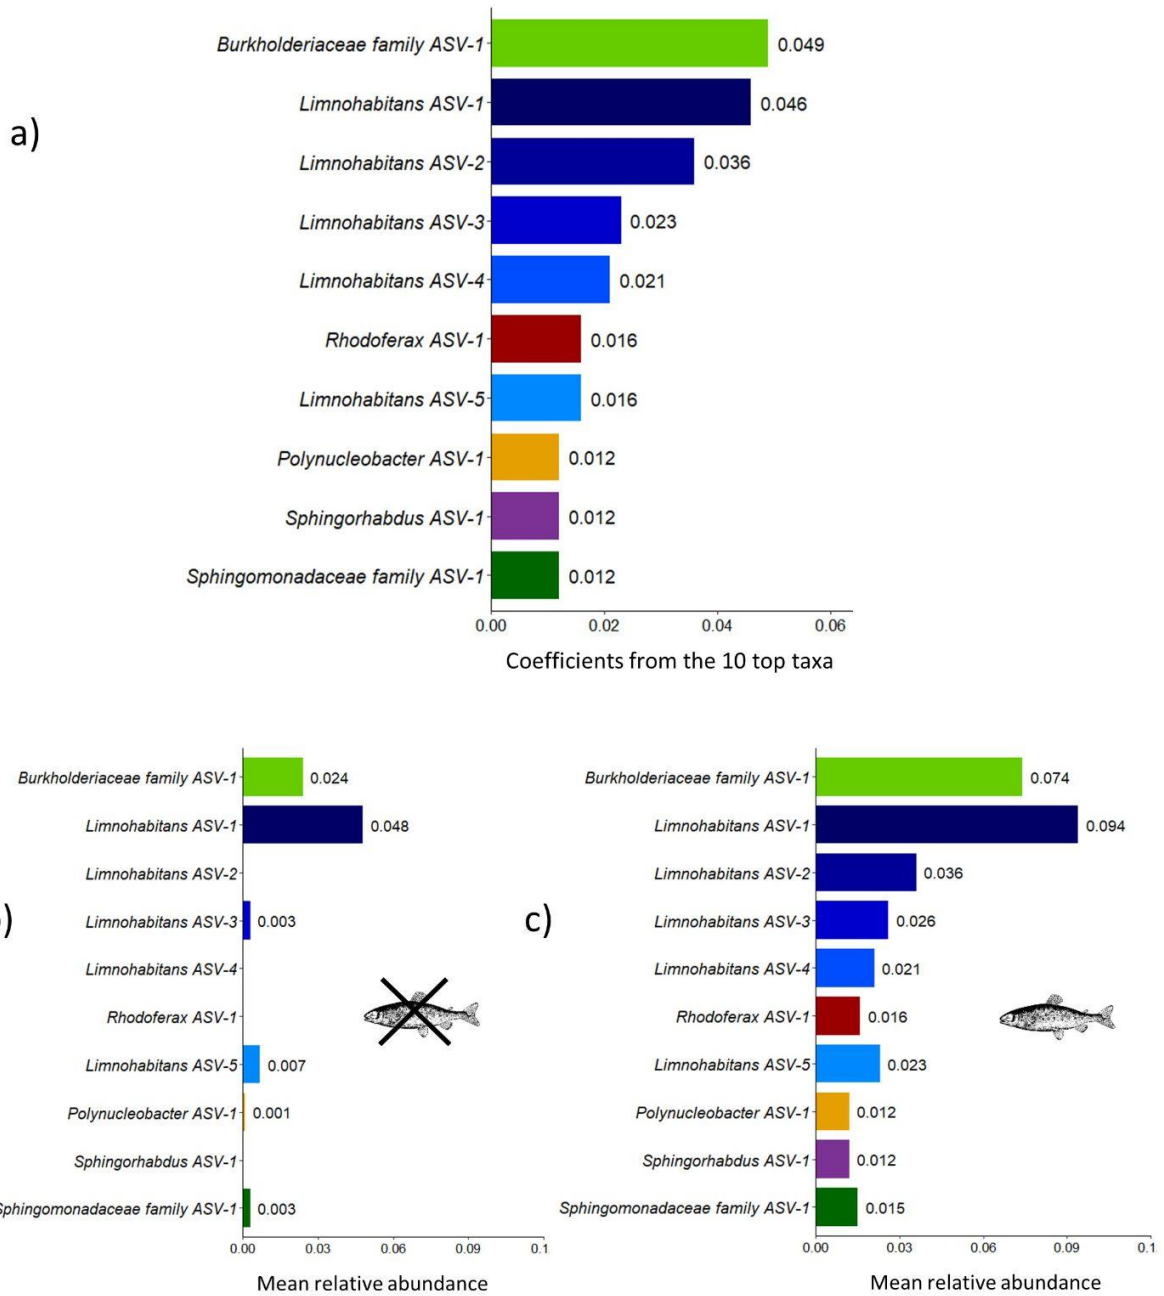 a)
Burkholderiaceae family ASV-1 0.049
Limnohabitans ASV-1 0.046
Limnohabitans ASV-2 0.036
Limnohabitans ASV-3 0.023
Limnohabitans ASV-4 0.021
Rhodoferax ASV-1 0.016
Limnohabitans ASV-5 0.016
Polynucleobacter ASV-1 0.012
Sphingorhabdus ASV-1 0.012
Sphingomonadaceae family ASV-1 0.012
0.00 0.02 0.04 0.06
Coefficients from the 10 top taxa
)
Burkholderiaceae family ASV-1 0.024
Limnohabitans ASV-1 0.048
Limnohabitans ASV-2
Limnohabitans ASV-3 0.003
Limnohabitans ASV-4
Rhodoferax ASV-1
Limnohabitans ASV-5 0.007
Polynucleobacter ASV-1 0.001
Sphingorhabdus ASV-1
Sphingomonadaceae family ASV-1 0.003
0.00 0.03 0.06 0.09 0.1
Mean relative abundance
c)
Burkholderiaceae family ASV-1 0.074
Limnohabitans ASV-1 0.094
Limnohabitans ASV-2 0.036
Limnohabitans ASV-3 0.026
Limnohabitans ASV-4 0.021
Rhodoferax ASV-1 0.016
Limnohabitans ASV-5 0.023
Polynucleobacter ASV-1 0.012
Sphingorhabdus ASV-1 0.012
Sphingomonadaceae family ASV-1 0.015
0.00 0.03 0.06 0.09 0.1
Mean relative abundance